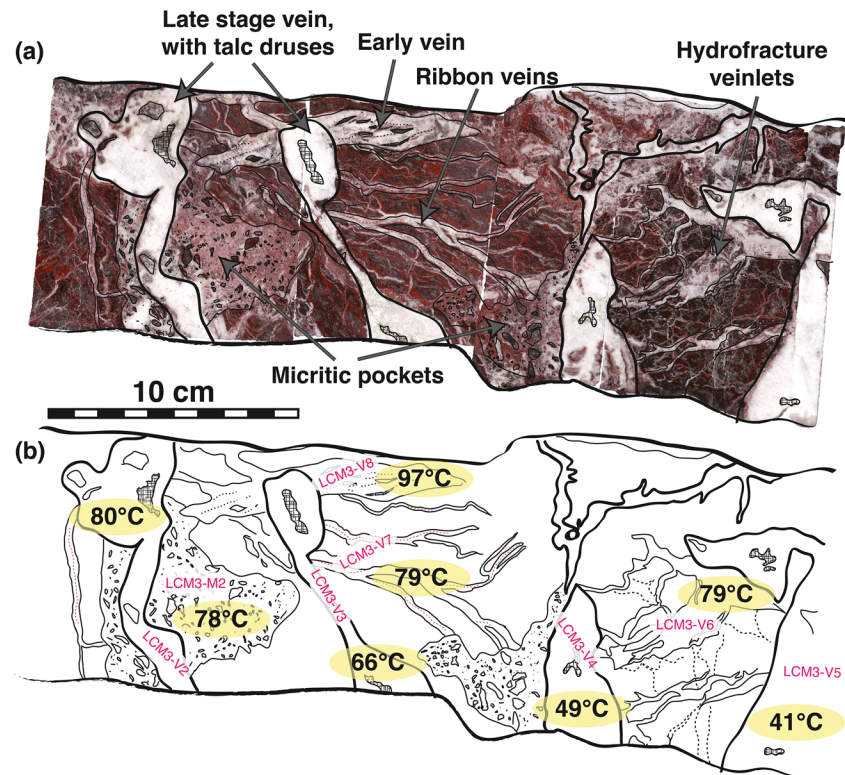 (a)
Late stage vein,
with talc druses
Early vein
Ribbon veins
Hydrofracture
veinlets
Micritic pockets
10 cm
(b)
LCM3-V8
97°C
80°C
LCM3-V7
79°C
79°C
LCM3-M2
78°C
LCM3-V3
LCM3-V6
LCM3-V4
LCM3-V2
66°C
LCM3-V5
49°C
41°C